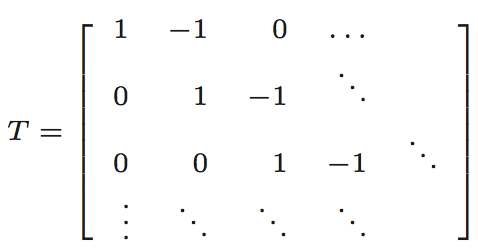 1 −1 0 …
⋱
0 1 −1
T =
0 0 1 −1 ⋱
⋮ ⋱ ⋱ ⋱